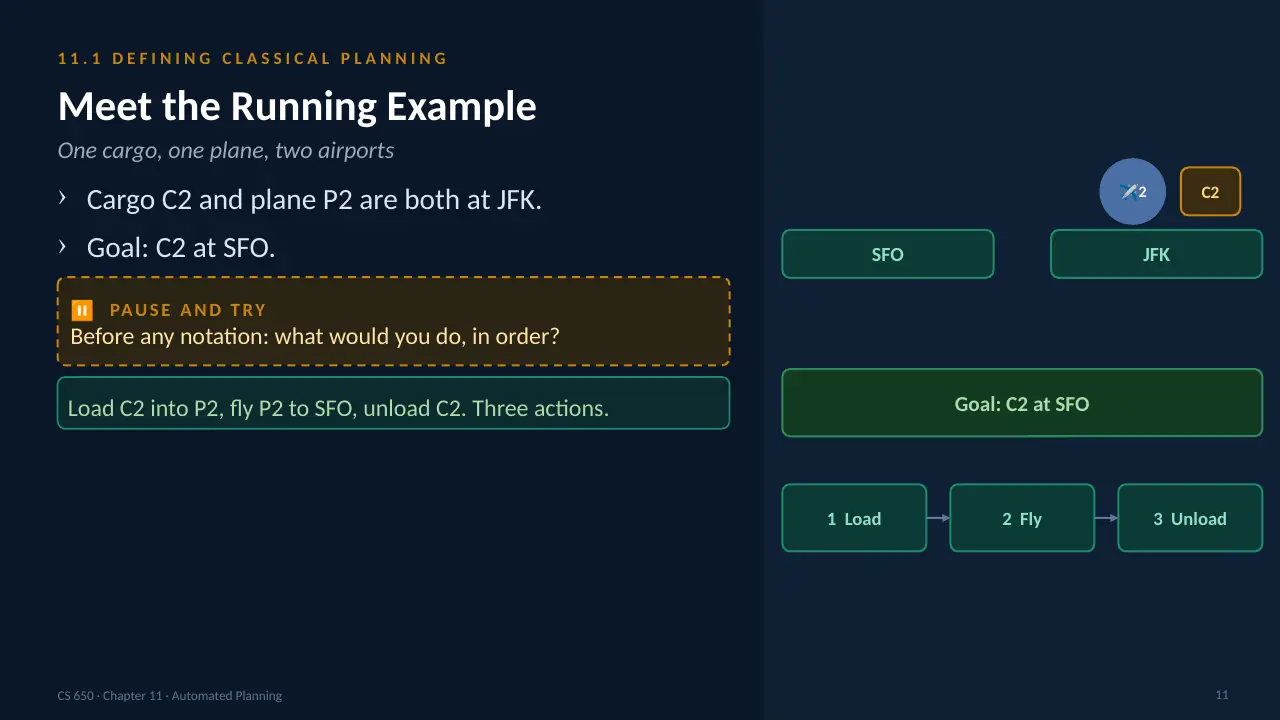 11.1 DEFINING CLASSICAL PLANNING
Meet the Running Example
One cargo, one plane, two airports
› Cargo C2 and plane P2 are both at JFK.
› Goal: C2 at SFO.
⏸ PAUSE AND TRY
Before any notation: what would you do, in order?
Load C2 into P2, fly P2 to SFO, unload C2. Three actions.
✈️2
C2
SFO
JFK
Goal: C2 at SFO
1 Load
2 Fly
3 Unload
CS 650 · Chapter 11 · Automated Planning
11